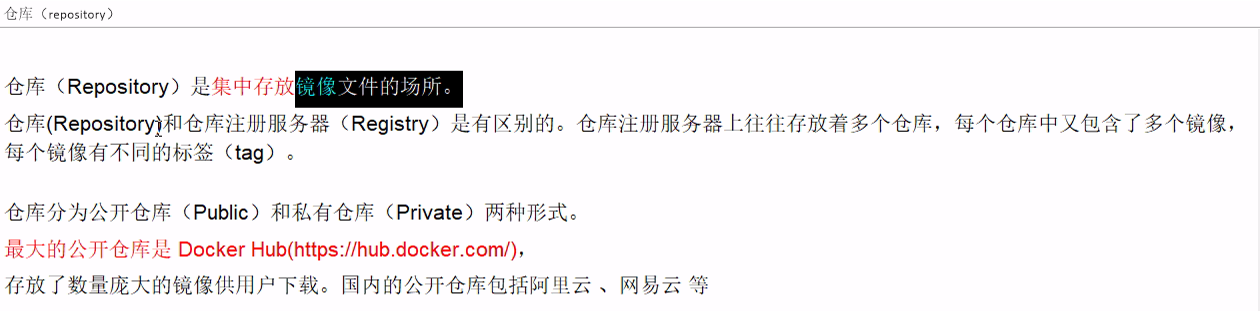 仓库（repository）
仓库（Repository）是集中存放镜像文件的场所。
仓库(Repository)和仓库注册服务器（Registry）是有区别的。仓库注册服务器上往往存放着多个仓库，每个仓库中又包含了多个镜像，
每个镜像有不同的标签（tag）。
仓库分为公开仓库（Public）和私有仓库（Private）两种形式。
最大的公开仓库是 Docker Hub(https://hub.docker.com/)，
存放了数量庞大的镜像供用户下载。国内的公开仓库包括阿里云 、网易云 等